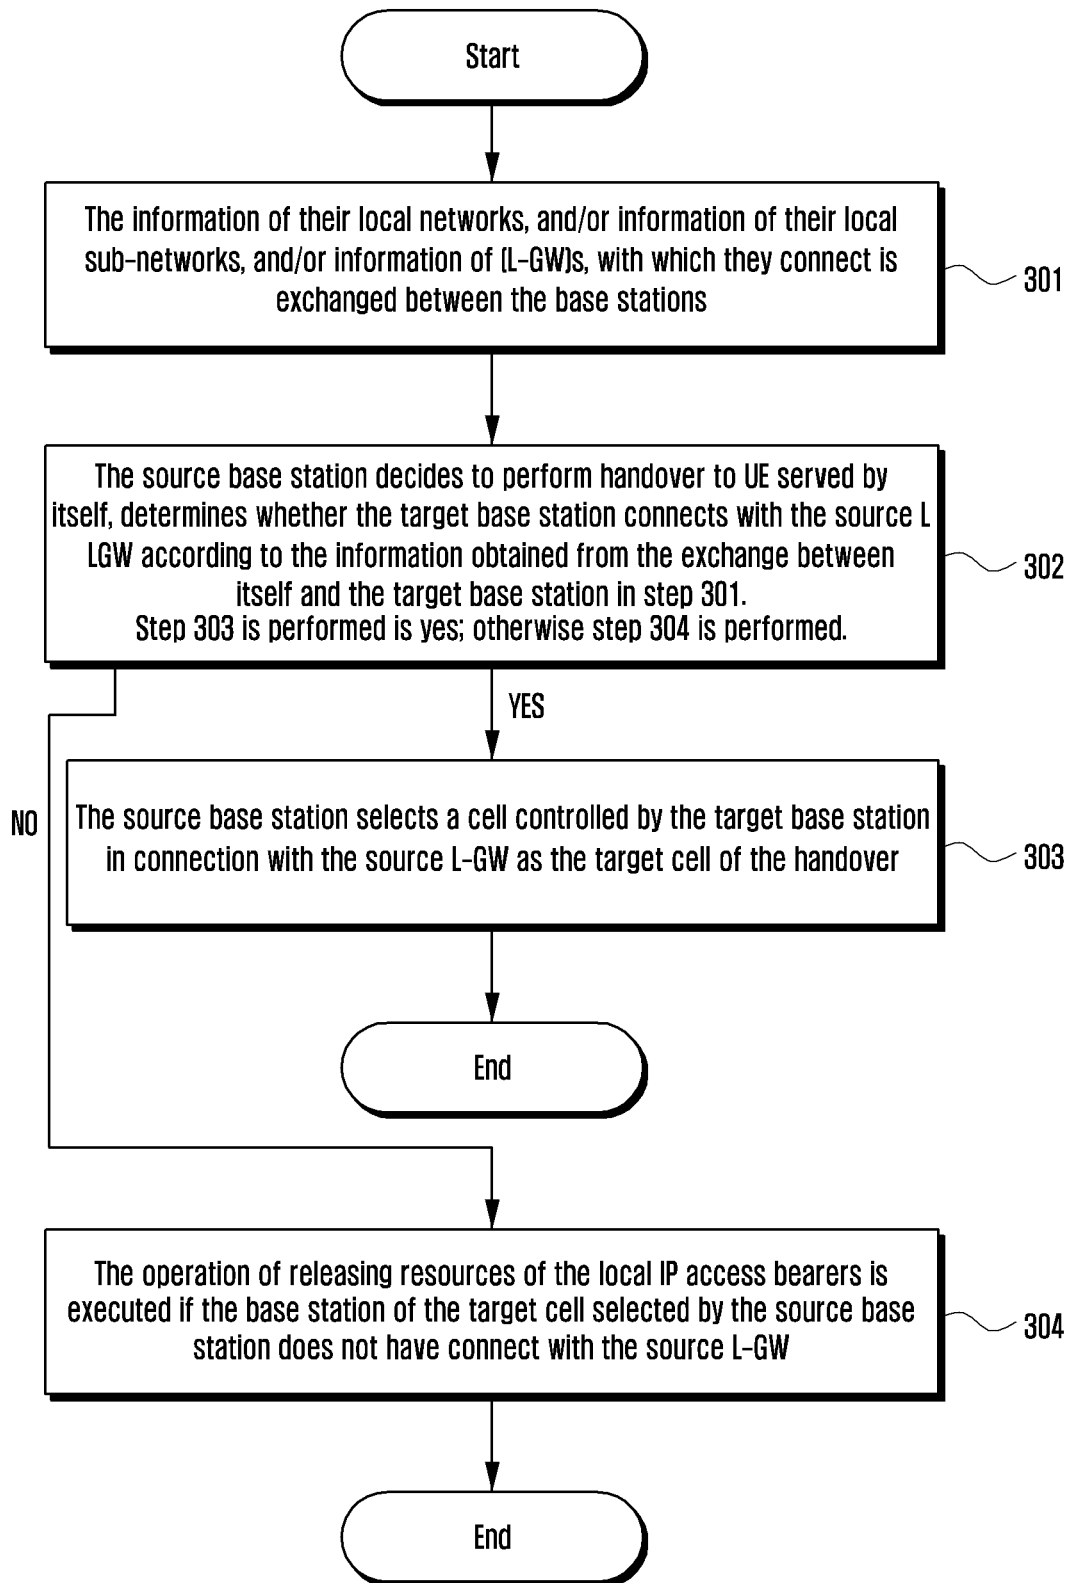 Start
The information of their local networks, and/or information of their local
sub-networks, and/or information of (L-GW)s, with which they connect is
exchanged between the base stations
301
The source base station decides to perform handover to UE served by
itself, determines whether the target base station connects with the source L
LGW according to the information obtained from the exchange between
itself and the target base station in step 301.
Step 303 is performed is yes; otherwise step 304 is performed.
302
YES
NO
The source base station selects a cell controlled by the target base station
in connection with the source L-GW as the target cell of the handover
303
End
The operation of releasing resources of the local IP access bearers is
executed if the base station of the target cell selected by the source base
station does not have connect with the source L-GW
304
End